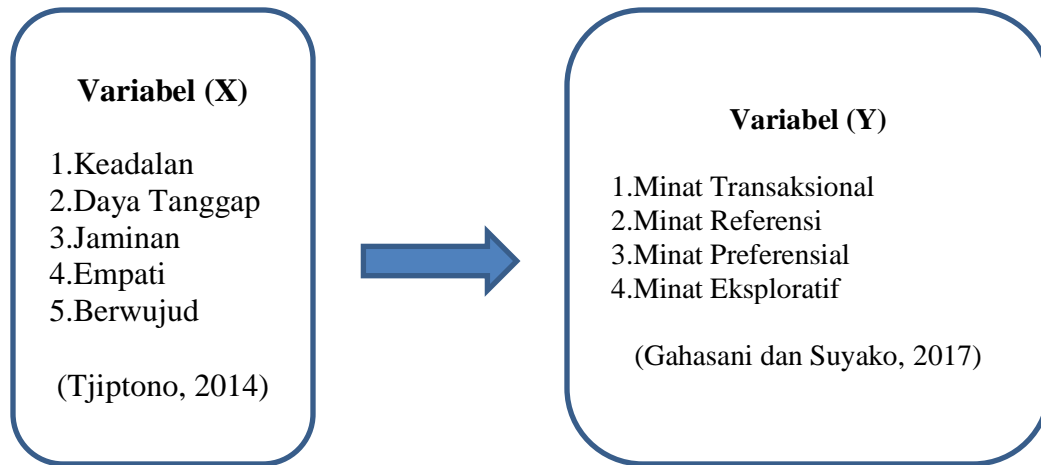 Variabel (X)
1.Keadalan
2.Daya Tanggap
3.Jaminan
4.Empati
5.Berwujud
(Tjiptono, 2014)
Variabel (Y)
1.Minat Transaksional
2.Minat Referensi
3.Minat Preferensial
4.Minat Eksploratif
(Gahasani dan Suyako, 2017)